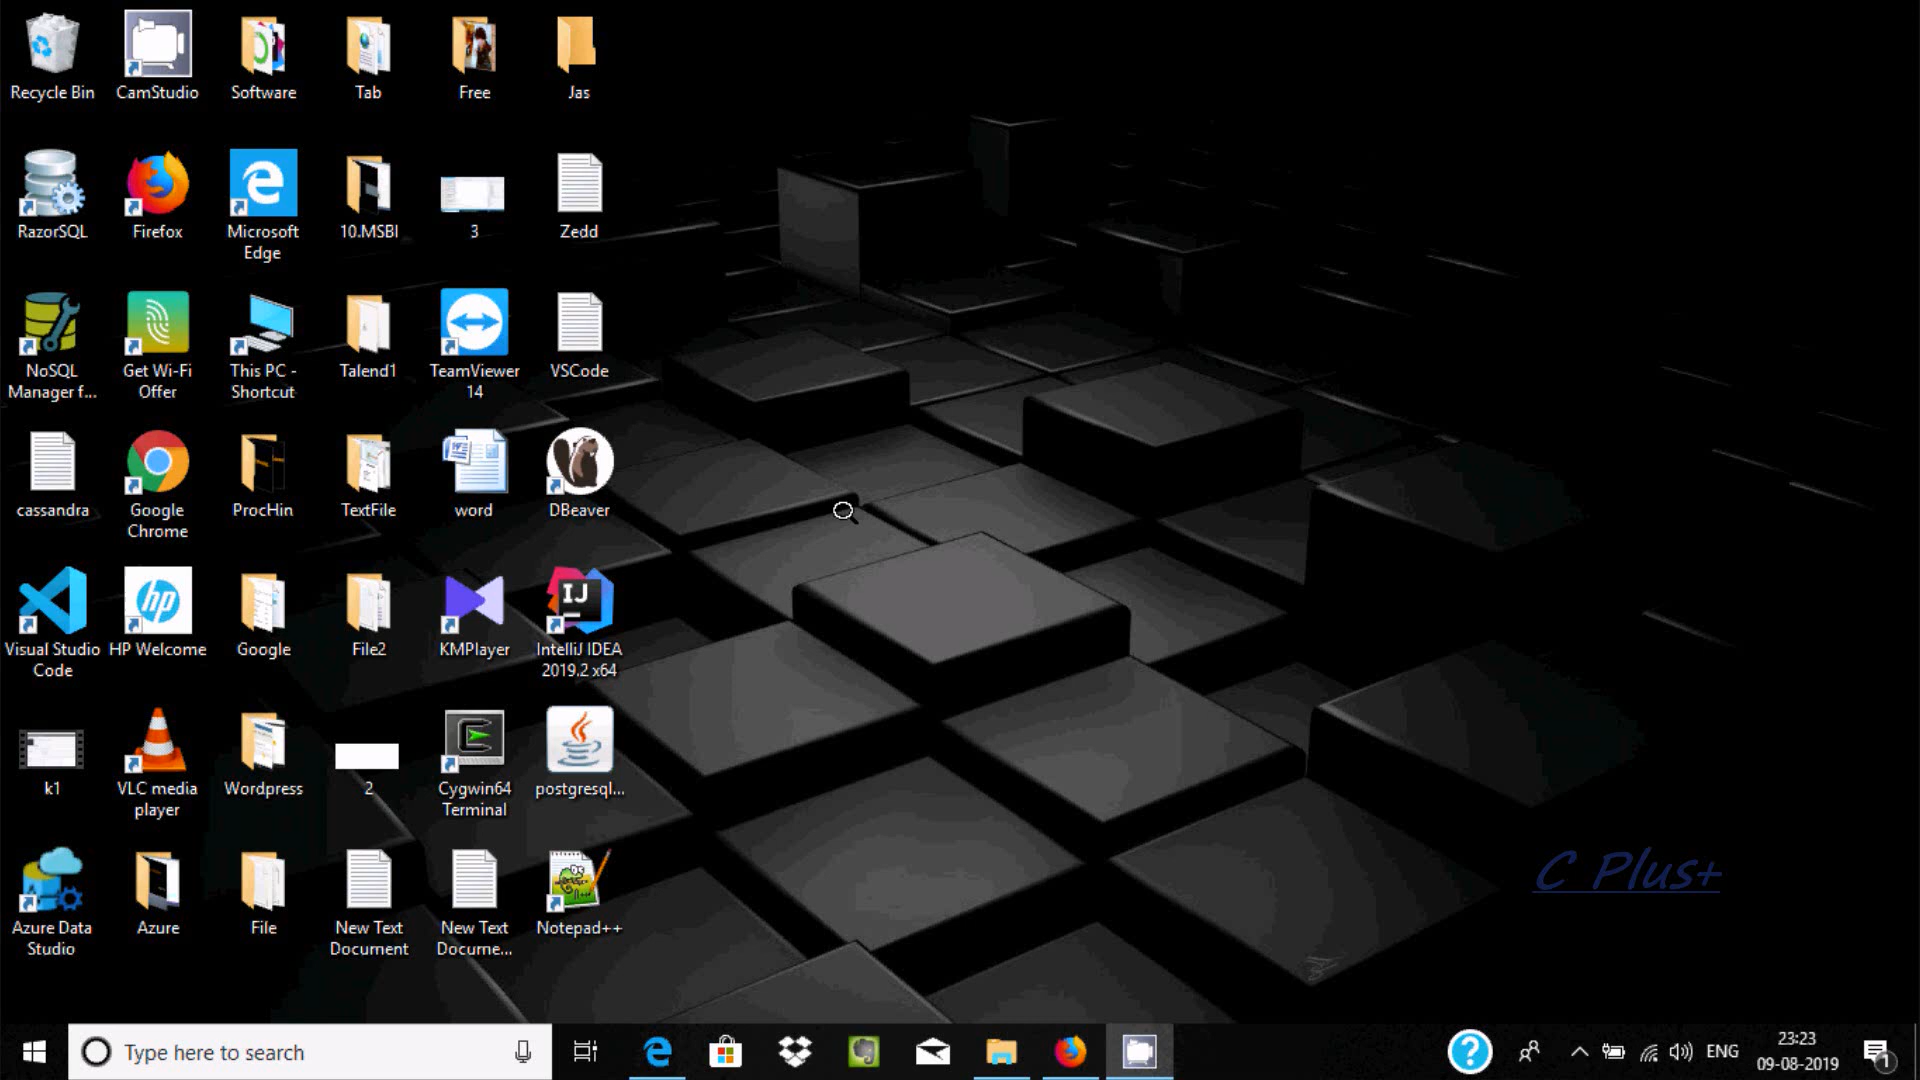 Recycle Bin
CamStudio
Software
Tab
Free
Jas
RazorSQL
Firefox
Microsoft
Edge
10.MSBI
3
Zedd
NoSQL
Manager f...
Get Wi-Fi
Offer
This PC -
Shortcut
Talend1
TeamViewer
14
VSCode
cassandra
Google
Chrome
ProcHin
TextFile
word
DBeaver
Visual Studio
Code
HP Welcome
Google
File2
KMPlayer
IJ
IntelliJ IDEA
2019.2 x64
k1
VLC media
player
Wordpress
2
Cygwin64
Terminal
postgresql...
Azure Data
Studio
Azure
File
New Text
Document
New Text
Docume...
Notepad++
C Plus+
Type here to search
ENG
23:23
09-08-2019
1